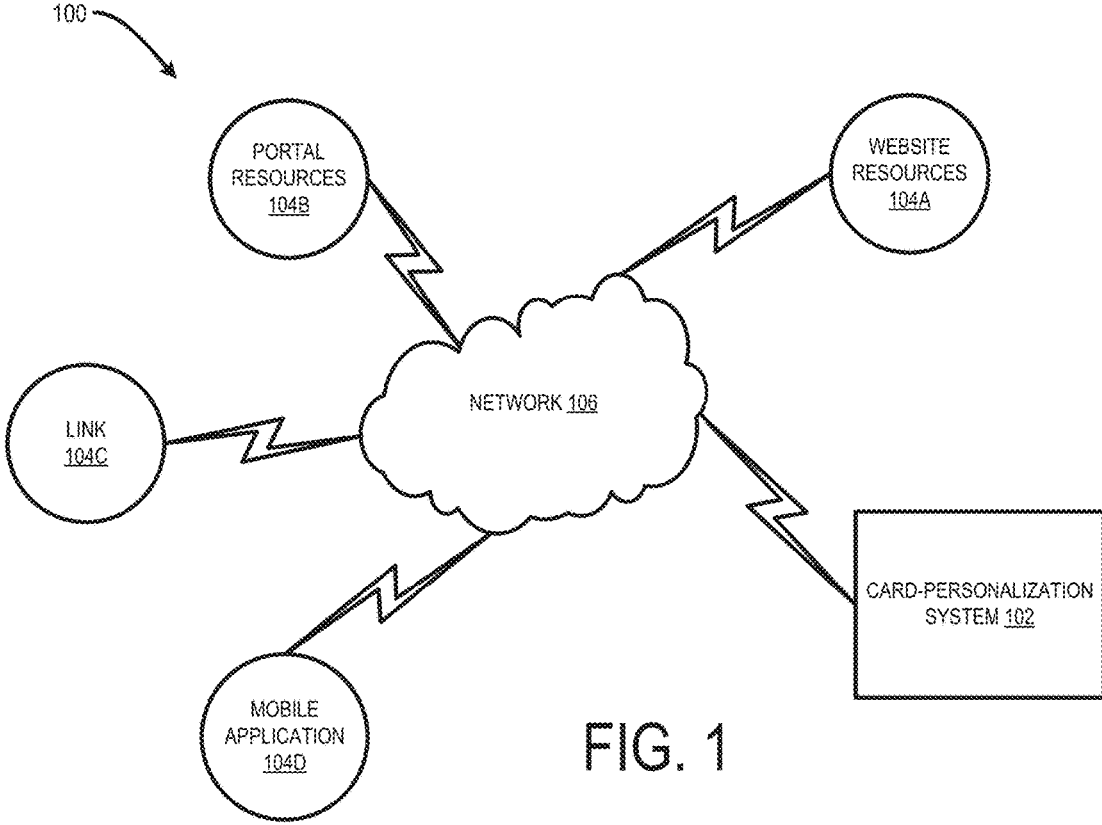 100
PORTAL
RESOURCES
104B
WEBSITE
RESOURCES
104A
NETWORK 106
LINK
104C
CARD-PERSONALIZATION
SYSTEM 102
MOBILE
APPLICATION
104D
FIG. 1